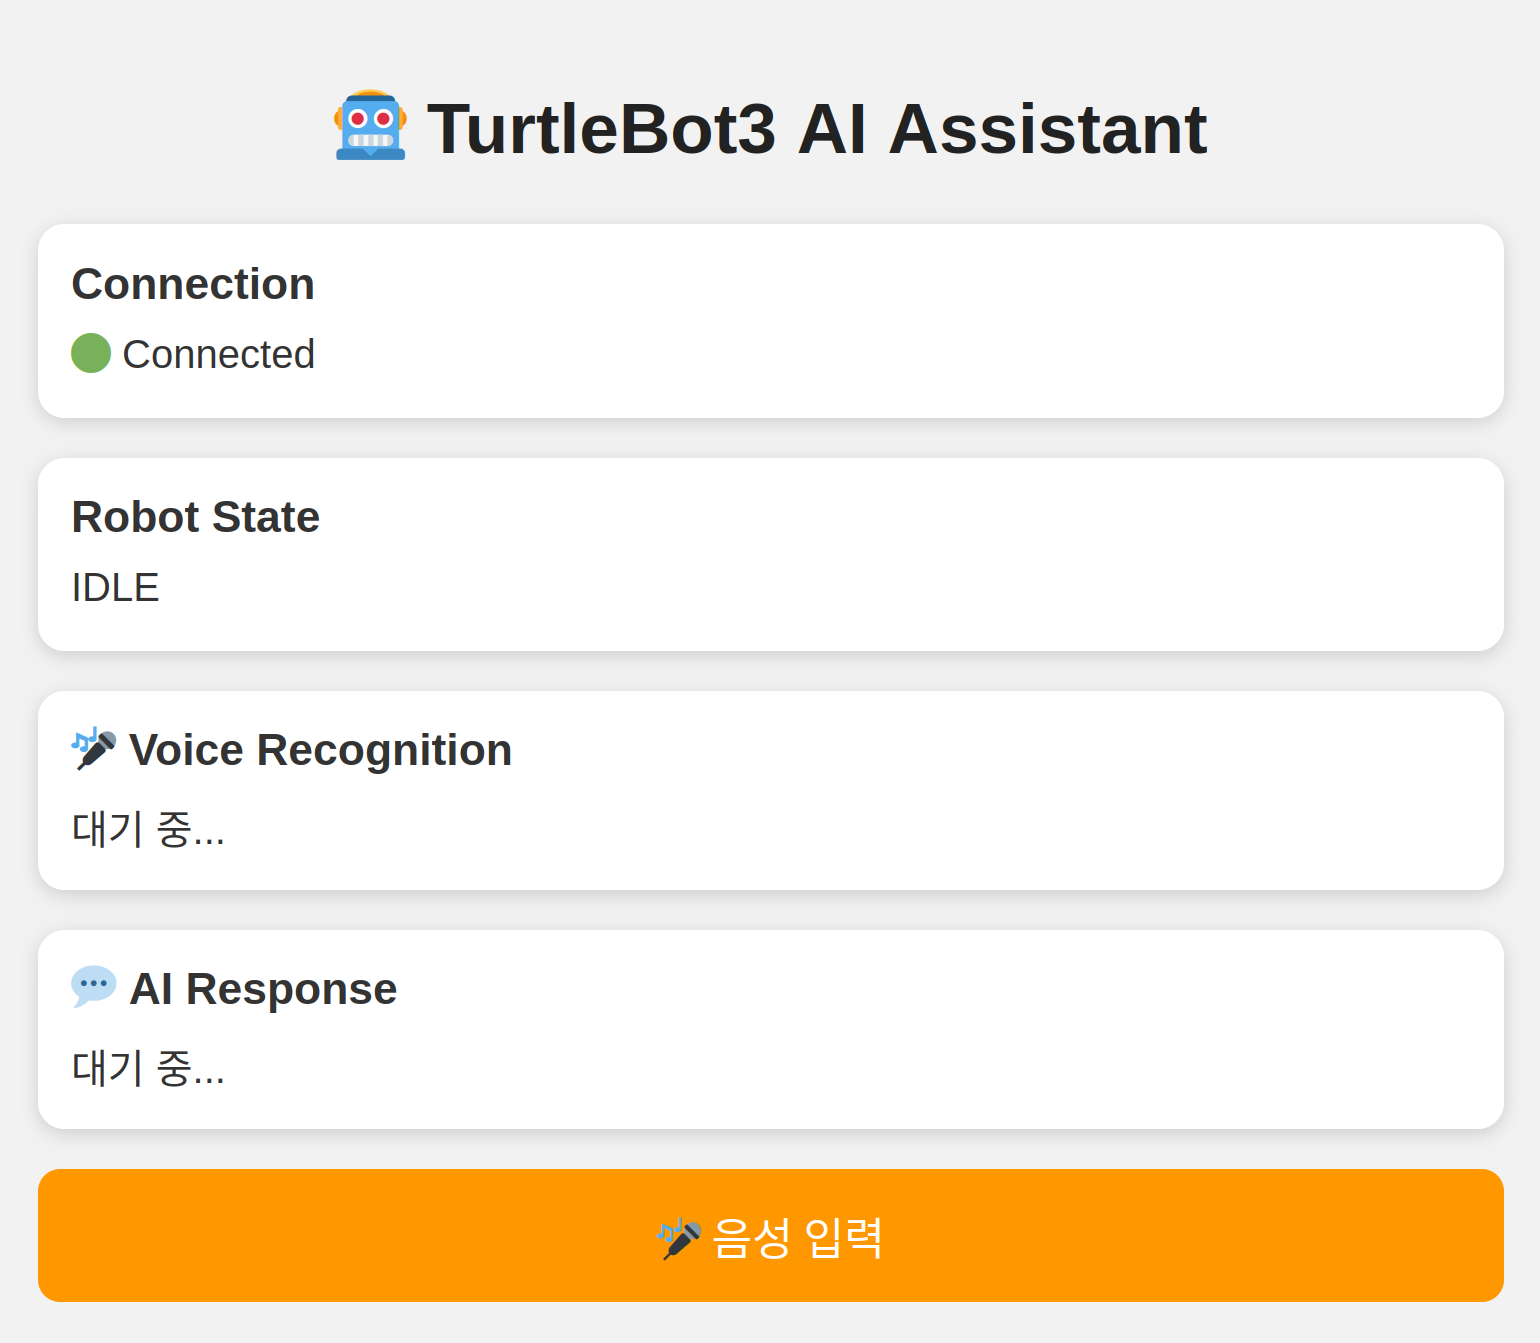 TurtleBot3 AI Assistant
Connection
Connected
Robot State
IDLE
Voice Recognition
대기 중...
AI Response
대기 중...
음성 입력